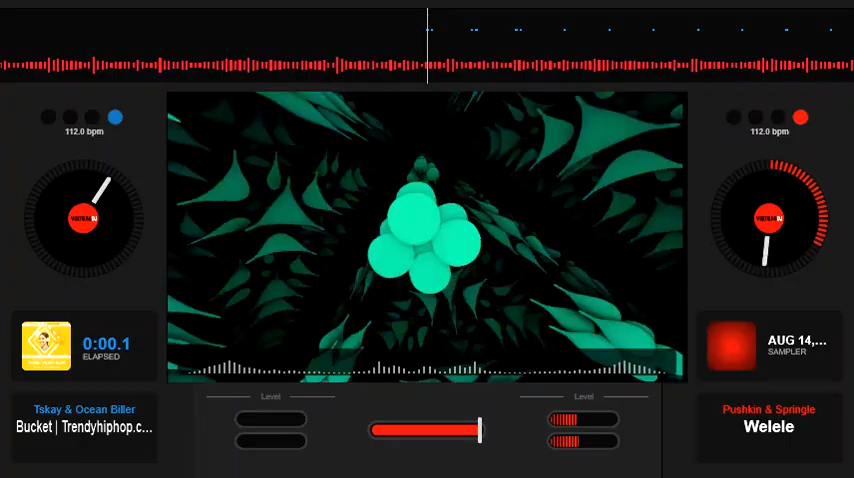 112.0 bpm
112.0 bpm
0:00.1
ELAPSED
AUG 14,...
SAMPLER
Level
Level
Tskay & Ocean Biller
Bucket | Trendyhiphop.c...
Pushkin & Springle
Welele